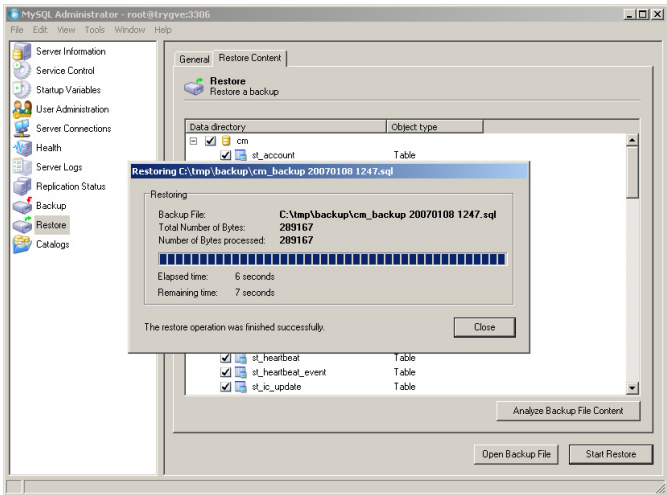 MySQL Administrator - root@trygve:3306
File Edit View Tools Window Help
Server Information
Service Control
Startup Variables
User Administration
Server Connections
Health
Server Logs
Replication Status
Backup
Restore
Catalogs
General Restore Content
Restore
Restore a backup
Data directory Object type
cm
st_account Table
Restoring C:\tmp\backup\cm_backup 20070108 1247.sql
Restoring
Backup File: C:\tmp\backup\cm_backup 20070108 1247.sql
Total Number of Bytes: 289167
Number of Bytes processed: 289167
Elapsed time: 6 seconds
Remaining time: 7 seconds
The restore operation was finished successfully.
Close
st_heartbeat Table
st_heartbeat_event Table
st_ic_update Table
Analyze Backup File Content
Open Backup File Start Restore